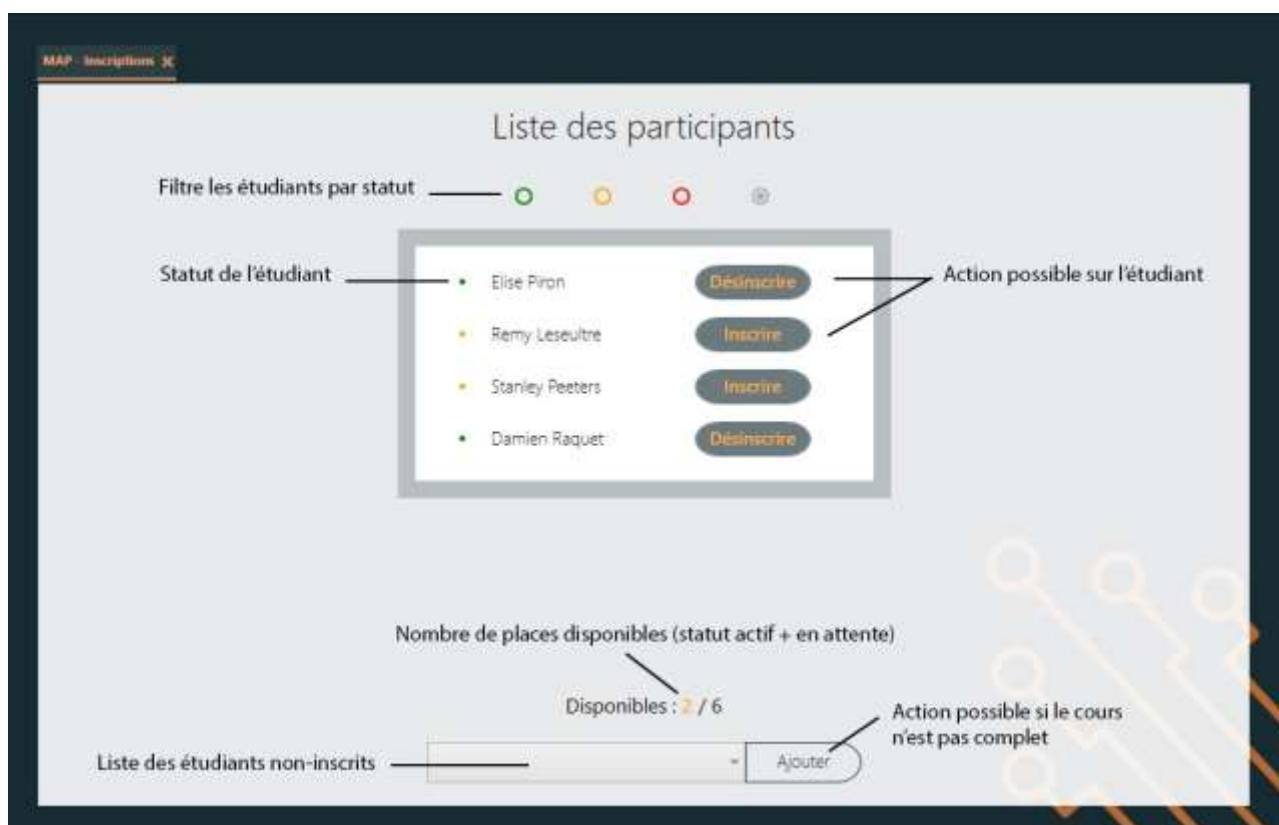 MAP - Inscriptions X
Liste des participants
Filtre les étudiants par statut
Statut de l'étudiant
Elise Piron
Désinscrire
Action possible sur l'étudiant
Remy Leseultre
Inscrire
Stanley Peeters
Inscrire
Damien Raquet
Désinscrire
Nombre de places disponibles (statut actif + en attente)
Disponibles : 2 / 6
Action possible si le cours
n'est pas complet
Liste des étudiants non-inscrits
Ajouter